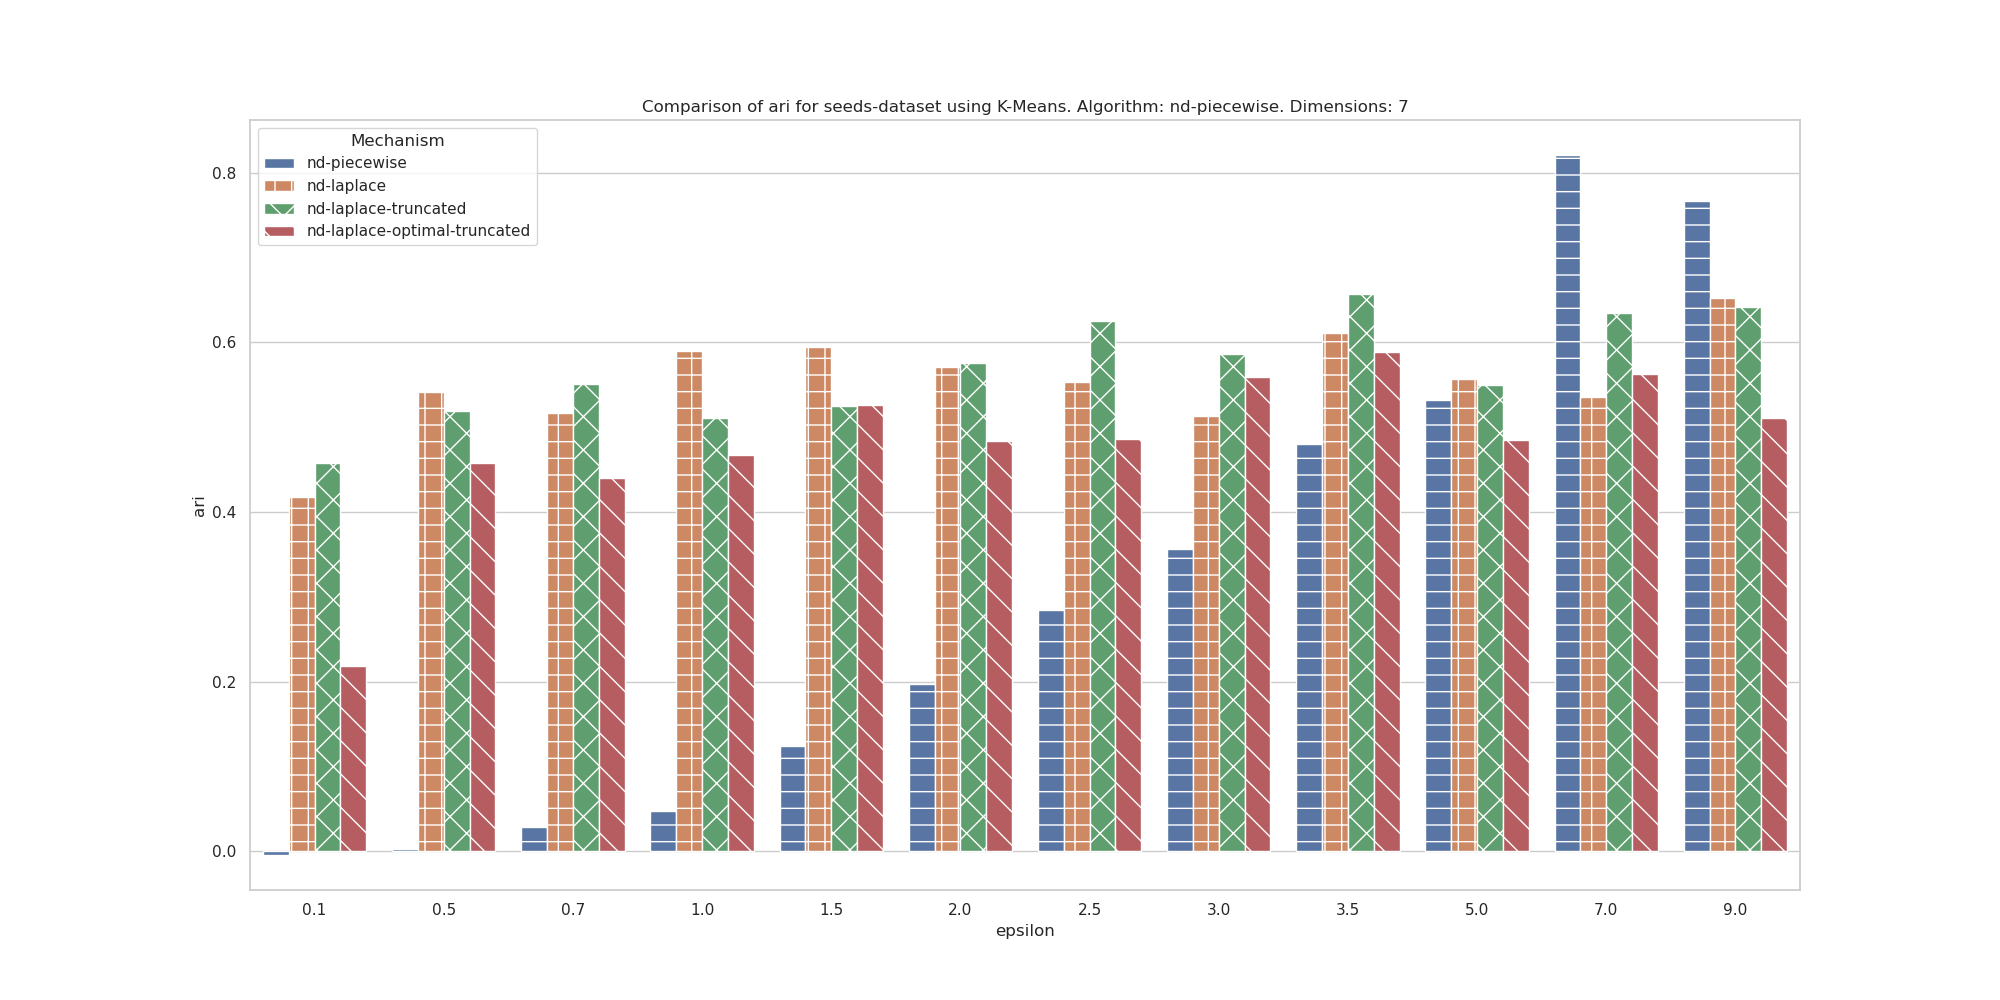 Comparison of ari for seeds-dataset using K-Means. Algorithm: nd-piecewise. Dimensions: 7
Mechanism
nd-piecewise
nd-laplace
nd-laplace-truncated
nd-laplace-optimal-truncated
0.8
0.6
0.4
0.2
0.0
ari
0.1 0.5 0.7 1.0 1.5 2.0 2.5 3.0 3.5 5.0 7.0 9.0
epsilon